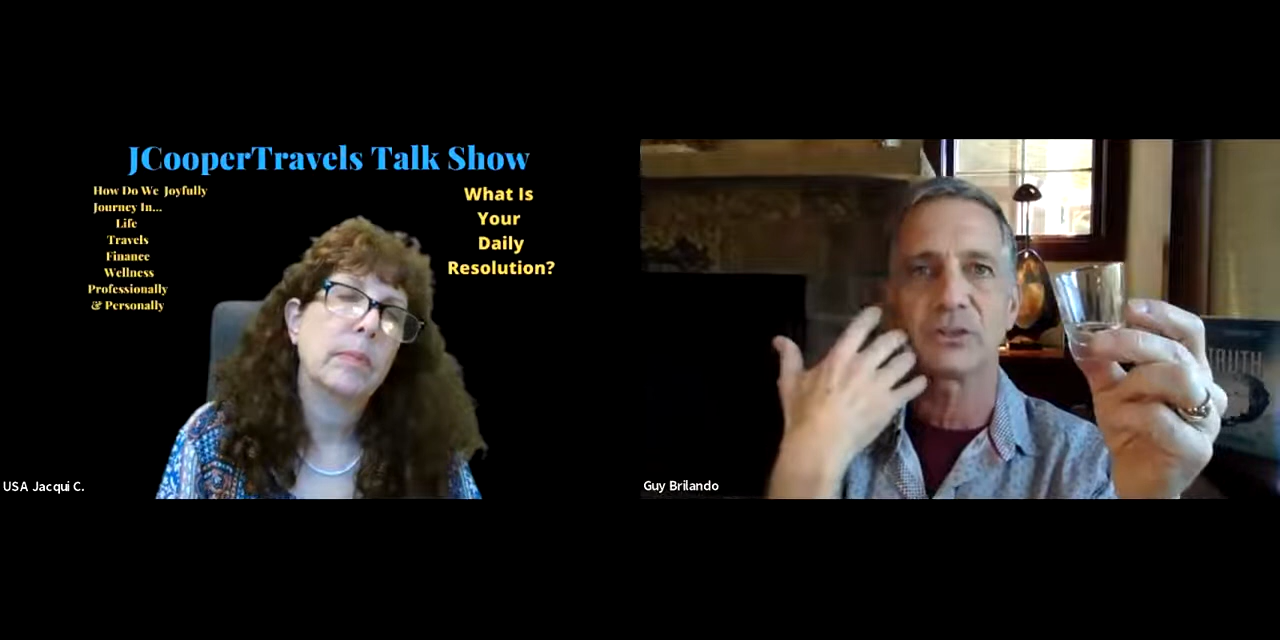 JCooperTravels Talk Show
How Do We Joyfully
Journey In...
Life
Travels
Finance
Wellness
Professionally
& Personally
What Is
Your
Daily
Resolution?
USA Jacqui C.
Guy Brilando
TRUTH